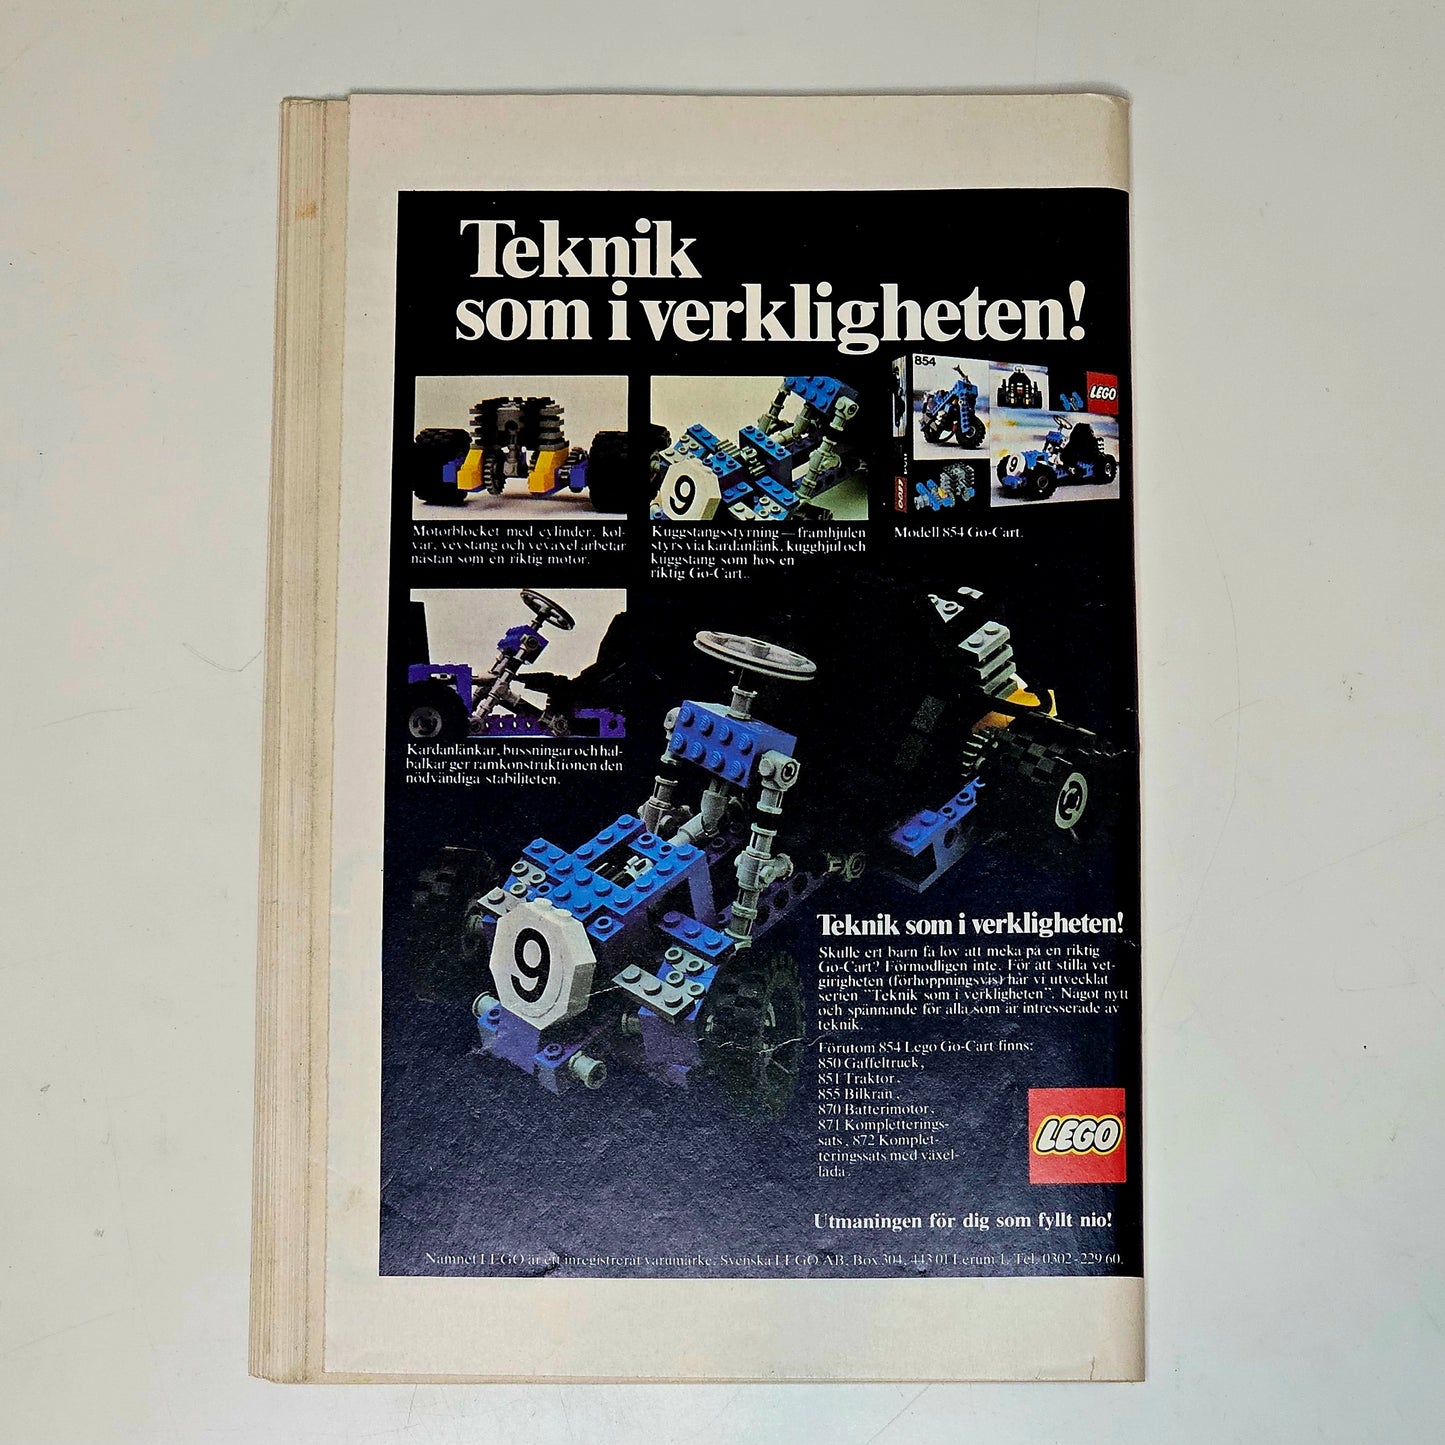 Teknik
som i verkligheten!
854
LEGO
9
LEGO
9
Motorblocket med cylinder, kol-
var, vevstang och vevaxel arbetar
nästan som en riktig motor.
Kuggstangsstyrning — framhjulen
styrs via kardanlänk, kugghjul och
kuggstang som hos en
riktig Go-Cart.
Modell 854 Go-Cart.
Kardanlänkar, bussningar och hal-
balkar ger ramkonstruktionen den
nödvändiga stabiliteten.
9
Teknik som i verkligheten!
Skulle ert barn fa lov att meka på en riktig
Go-Cart? Förmodligen inte. För att stilla vet-
girigheten (förhoppningsvis) har vi utvecklat
serien "Teknik som i verkligheten". Nagot nytt
och spännande för alla som är intresserade av
teknik.
Förutom 854 Lego Go-Cart finns:
850 Gaffeltruck,
851 Traktor,
855 Bilkran,
870 Batterimotor,
871 Kompletterings-
sats, 872 Komplet-
teringssats med växel-
lada.
LEGO®
Utmaningen för dig som fyllt nio!
Namnet LEGO är ett inregistrerat varumärke. Svenska LEGO AB, Box 304, 443 01 Lerum 1. Tel. 0302-229 60.